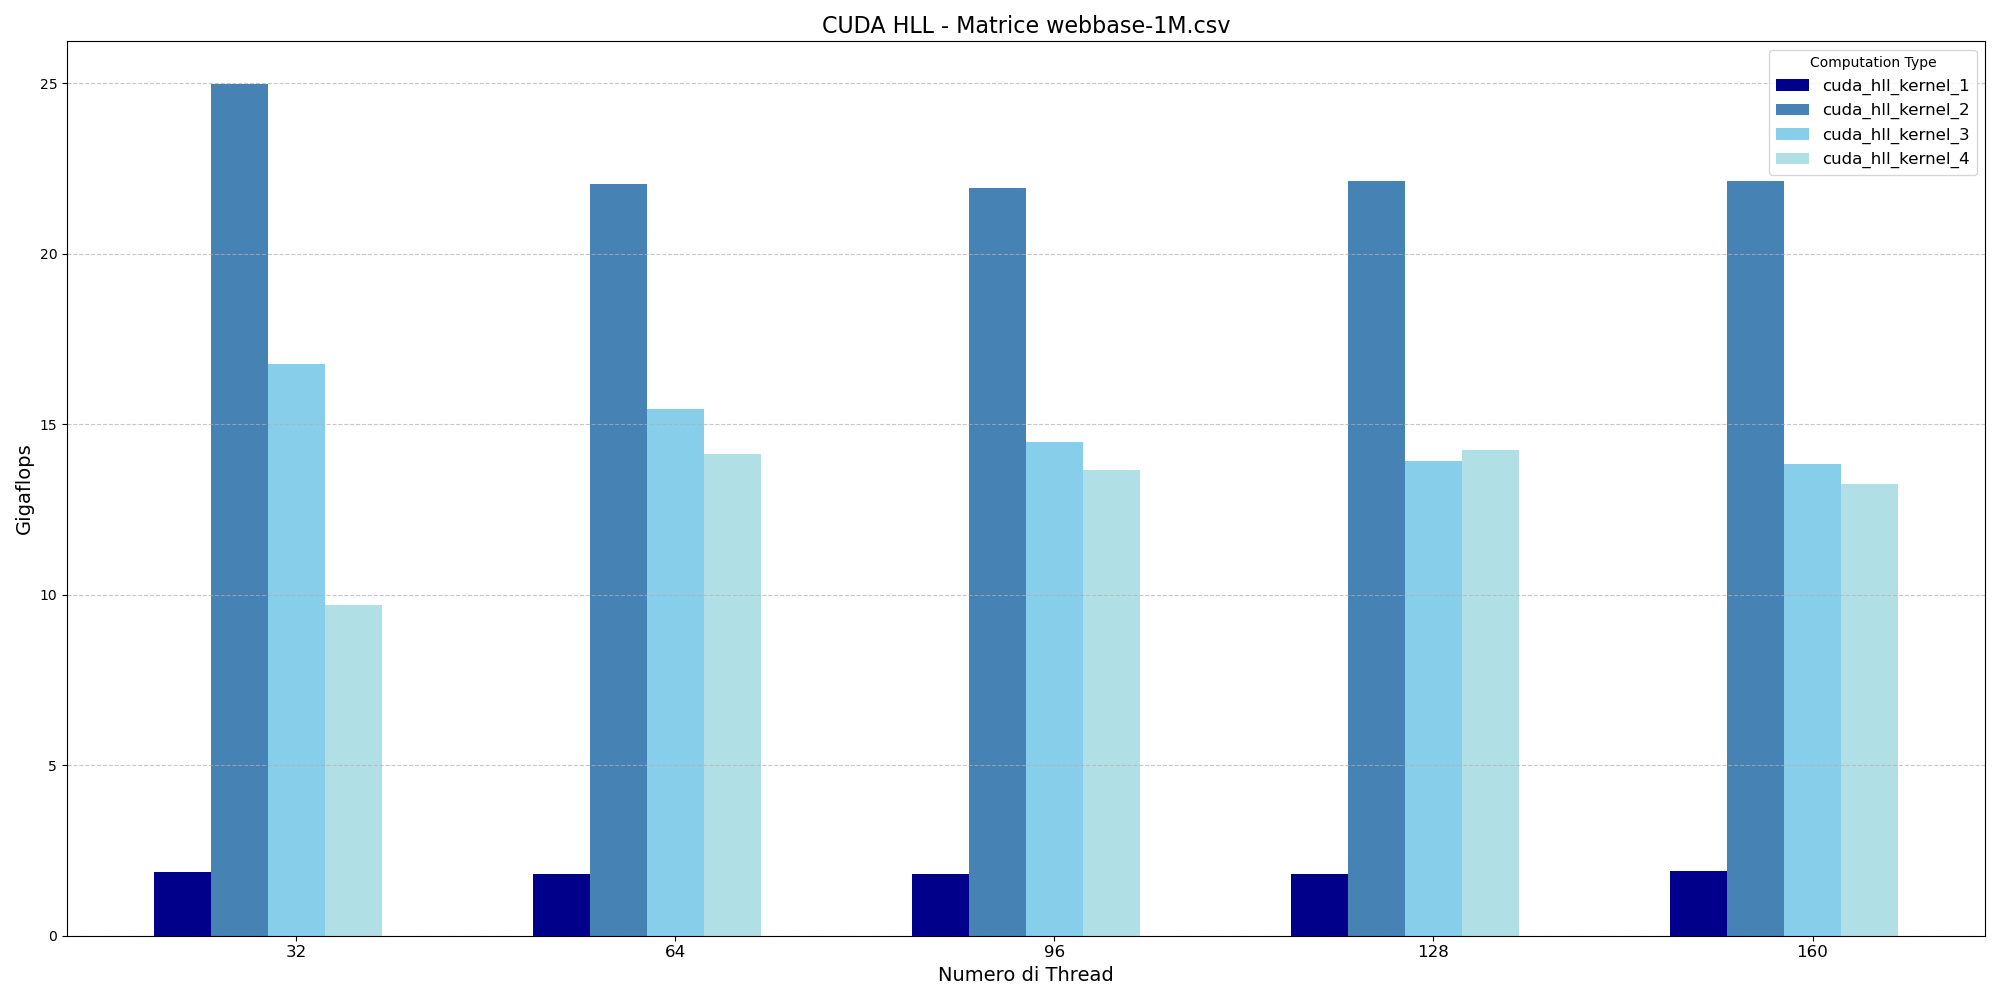 CUDA HLL - Matrice webbase-1M.csv
Computation Type
cuda_hll_kernel_1
cuda_hll_kernel_2
cuda_hll_kernel_3
cuda_hll_kernel_4
Gigaflops
25
20
15
10
5
0
32 64 96 128 160
Numero di Thread